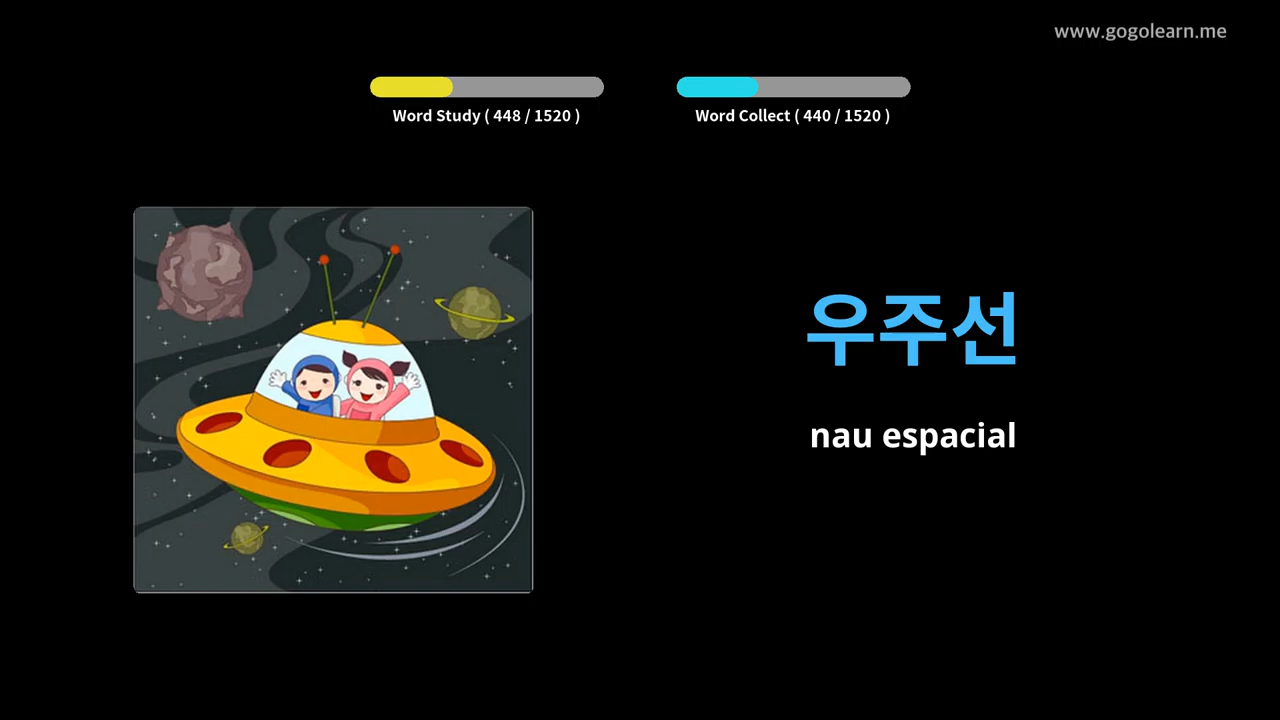 www.gogolearn.me
Word Study ( 448 / 1520 )
Word Collect ( 440 / 1520 )
우주선
nau espacial